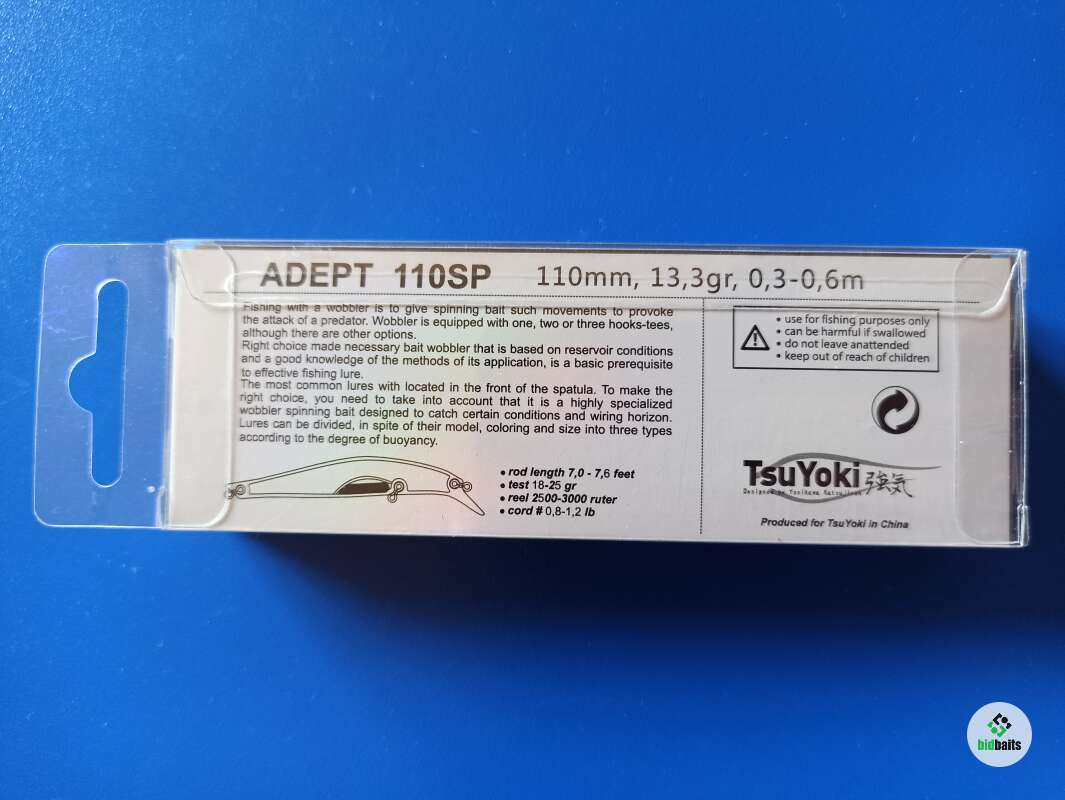 ADEPT 110SP 110mm, 13,3gr, 0,3-0,6m
Fishing with a wobbler is to give spinning bait such movements to provoke
the attack of a predator. Wobbler is equipped with one, two or three hooks-tees,
although there are other options.
Right choice made necessary bait wobbler that is based on reservoir conditions
and a good knowledge of the methods of its application, is a basic prerequisite
to effective fishing lure.
The most common lures with located in the front of the spatula. To make the
right choice, you need to take into account that it is a highly specialized
wobbler spinning bait designed to catch certain conditions and wiring horizon.
Lures can be divided, in spite of their model, coloring and size into three types
according to the degree of buoyancy.
• rod length 7,0 - 7,6 feet
• test 18-25 gr
• reel 2500-3000 ruter
• cord # 0,8-1,2 lb
• use for fishing purposes only
• can be harmful if swallowed
• do not leave anattended
• keep out of reach of children
TsuYoki 強気
Designed by
Produced for TsuYoki in China
bidbaits